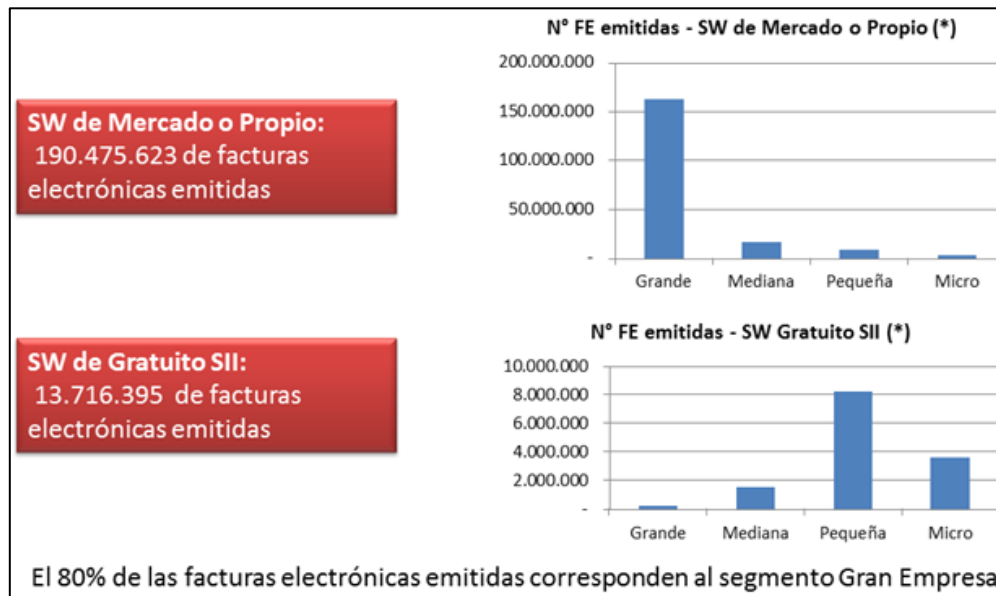 N° FE emitidas - SW de Mercado o Propio (*)
200.000.000
150.000.000
100.000.000
50.000.000
-
Grande Mediana Pequeña Micro
SW de Mercado o Propio:
190.475.623 de facturas
electrónicas emitidas
N° FE emitidas - SW Gratuito SII (*)
10.000.000
8.000.000
6.000.000
4.000.000
2.000.000
-
Grande Mediana Pequeña Micro
SW de Gratuito SII:
13.716.395 de facturas
electrónicas emitidas
El 80% de las facturas electrónicas emitidas corresponden al segmento Gran Empresa